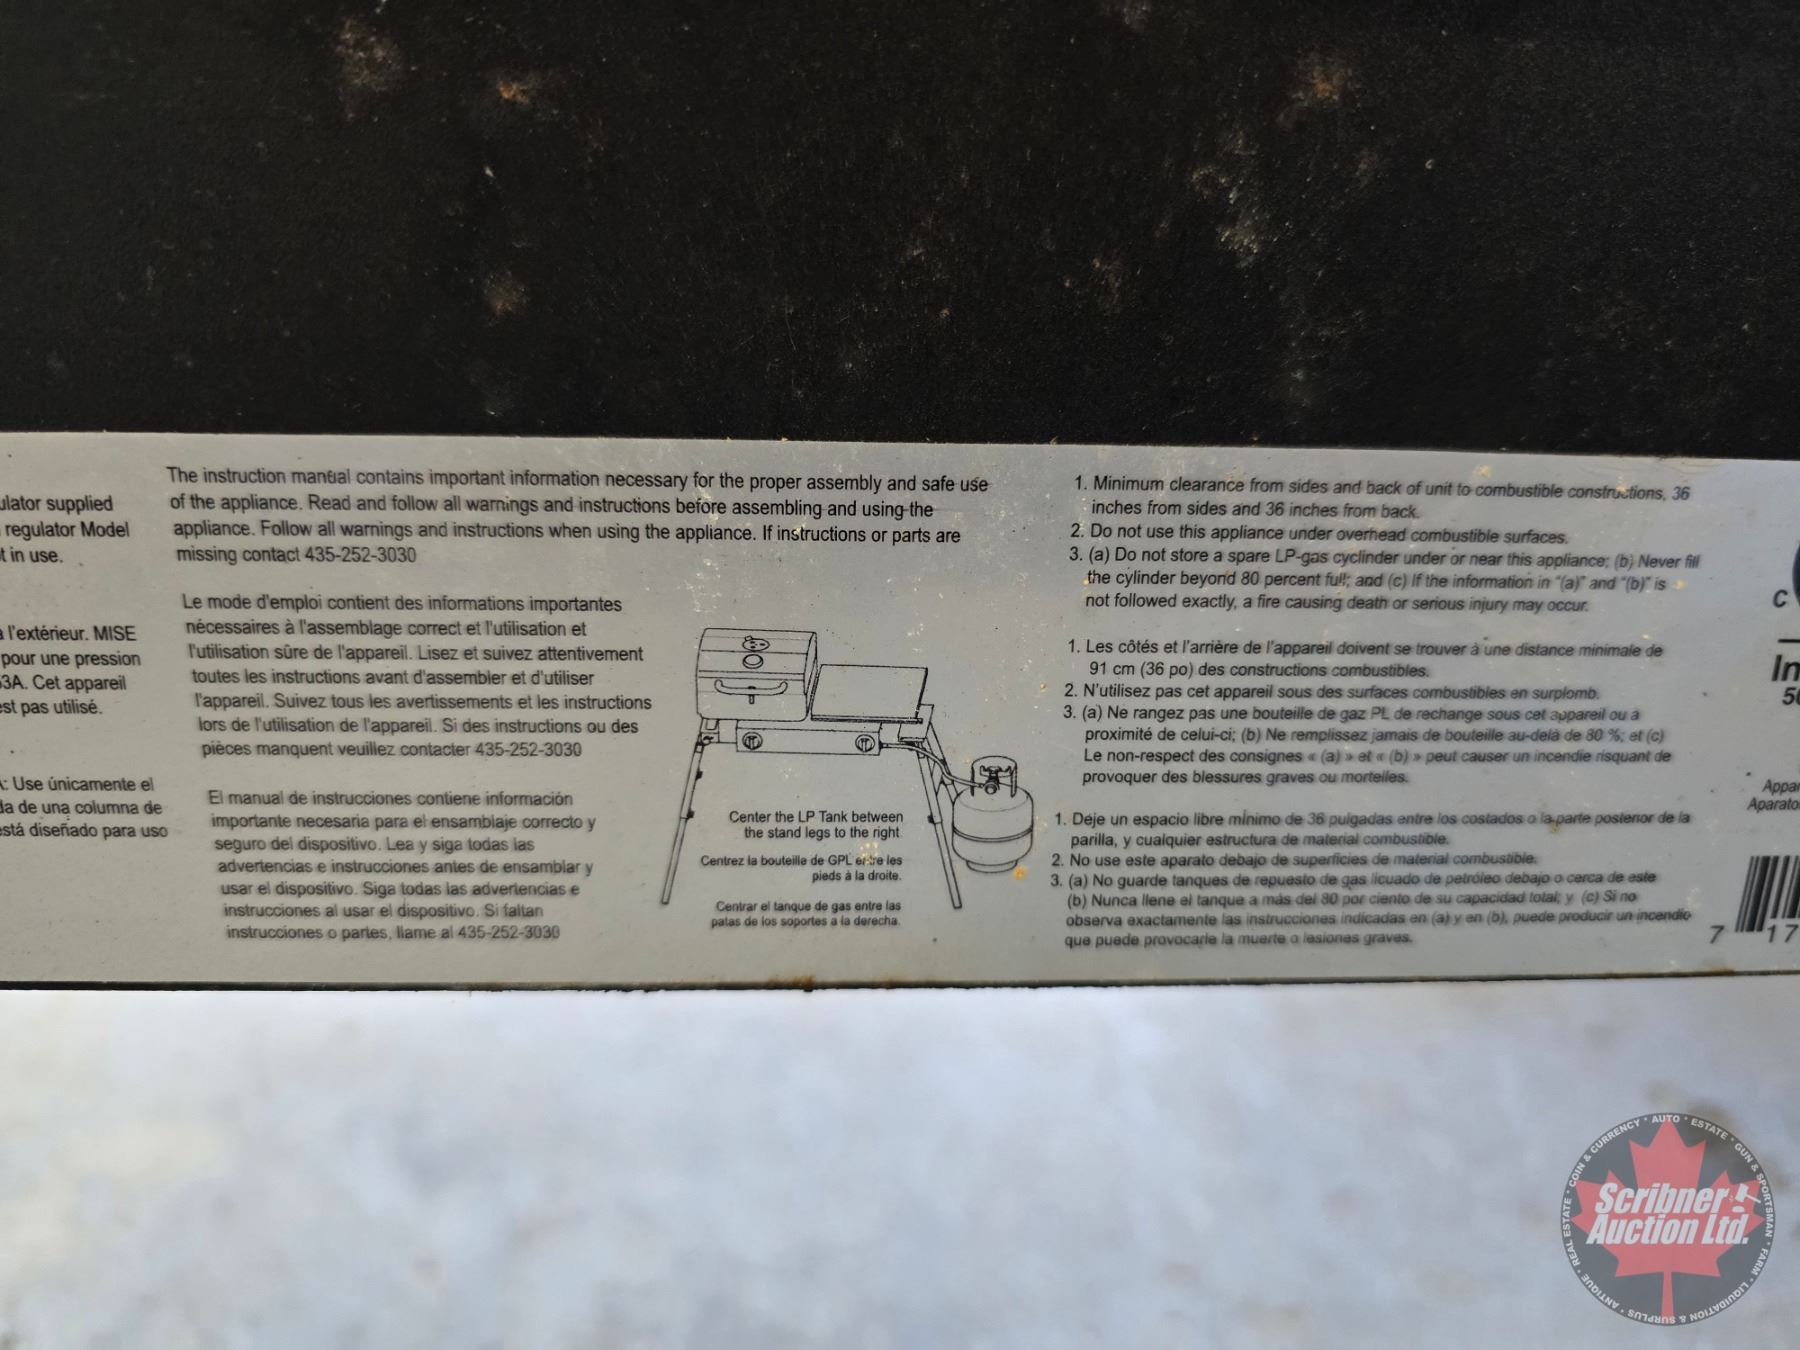 ulator supplied
regulator Model
t in use.
à l'extérieur. MISE
pour une pression
3A. Cet appareil
est pas utilisé.
A: Use únicamente el
da de una columna de
está diseñado para uso
The instruction manual contains important information necessary for the proper assembly and safe use
of the appliance. Read and follow all warnings and instructions before assembling and using the
appliance. Follow all warnings and instructions when using the appliance. If instructions or parts are
missing contact 435-252-3030
Le mode d'emploi contient des informations importantes
nécessaires à l'assemblage correct et l'utilisation et
l'utilisation sûre de l'appareil. Lisez et suivez attentivement
toutes les instructions avant d'assembler et d'utiliser
l'appareil. Suivez tous les avertissements et les instructions
lors de l'utilisation de l'appareil. Si des instructions ou des
pièces manquent veuillez contacter 435-252-3030
El manual de instrucciones contiene información
importante necesaria para el ensamblaje correcto y
seguro del dispositivo. Lea y siga todas las
advertencias e instrucciones antes de ensamblar y
usar el dispositivo. Siga todas las advertencias e
instrucciones al usar el dispositivo. Si faltan
instrucciones o partes, llame al 435-252-3030
Center the LP Tank between
the stand legs to the right
Centrez la bouteille de GPL entre les
pieds à la droite.
Centrar el tanque de gas entre las
patas de los soportes a la derecha.
1. Minimum clearance from sides and back of unit to combustible constructions, 36
inches from sides and 36 inches from back.
2. Do not use this appliance under overhead combustible surfaces.
3. (a) Do not store a spare LP-gas cyclinder under or near this appliance; (b) Never fill
the cylinder beyond 80 percent full; and (c) If the information in "(a)" and "(b)" is
not followed exactly, a fire causing death or serious injury may occur.
1. Les côtés et l'arrière de l'appareil doivent se trouver à une distance minimale de
91 cm (36 po) des constructions combustibles.
2. N'utilisez pas cet appareil sous des surfaces combustibles en surplomb.
3. (a) Ne rangez pas une bouteille de gaz PL de rechange sous cet appareil ou à
proximité de celui-ci; (b) Ne remplissez jamais de bouteille au-delà de 80 %; et (c)
Le non-respect des consignes « (a) » et « (b) » peut causer un incendie risquant de
provoquer des blessures graves ou mortelles.
1. Deje un espacio libre mínimo de 36 pulgadas entre los costados o la parte posterior de la
parilla, y cualquier estructura de material combustible.
2. No use este aparato debajo de superficies de material combustible.
3. (a) No guarde tanques de repuesto de gas licuado de petróleo debajo o cerca de este
(b) Nunca llene el tanque a más del 80 por ciento de su capacidad total; y (c) Si no
observa exactamente las instrucciones indicadas en (a) y en (b), puede producir un incendio
que puede provocarle la muerte o lesiones graves.
C
In
50
Appar
Aparato
7 17
COIN & CURRENCY · AUTO · ESTATE · GUN & SPORTSMAN · FARM · LIQUIDATION & SURPLUS · ANTIQUE · REAL ESTATE
Scribner
Auction Ltd.